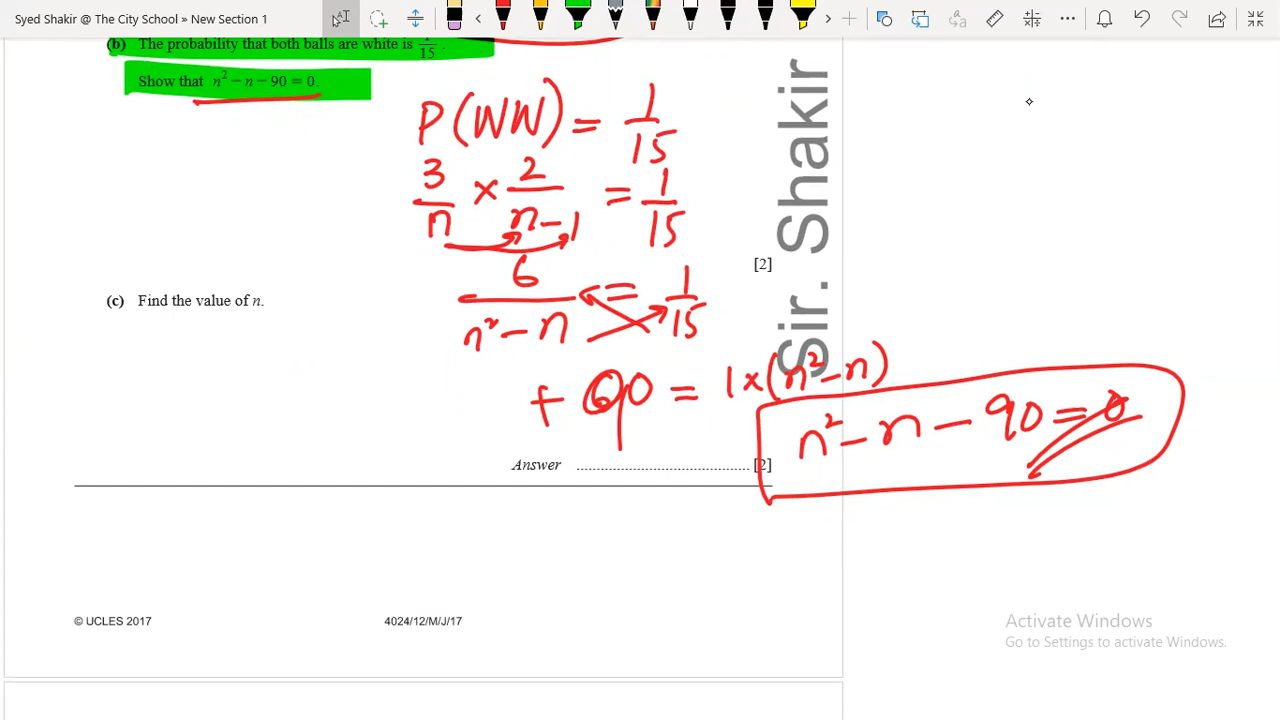 Syed Shakir @ The City School » New Section 1
(b) The probability that both balls are white is 1/15 .
Show that n² – n – 90 = 0.
P(WW) = 1/15
3/n × 2/n-1 = 1/15
[2]
6/n²-n = 1/15
(c) Find the value of n.
+ 90 = 1×(n²-n)
n² - n - 90 = 0
Answer ................................................ [2]
Sir. Shakir
© UCLES 2017
4024/12/M/J/17
Activate Windows
Go to Settings to activate Windows.